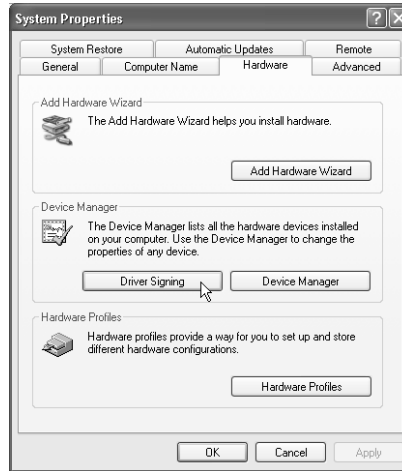 System Properties
System Restore Automatic Updates Remote
General Computer Name Hardware Advanced
Add Hardware Wizard
The Add Hardware Wizard helps you install hardware.
Add Hardware Wizard
Device Manager
The Device Manager lists all the hardware devices installed
on your computer. Use the Device Manager to change the
properties of any device.
Driver Signing Device Manager
Hardware Profiles
Hardware profiles provide a way for you to set up and store
different hardware configurations.
Hardware Profiles
OK Cancel Apply